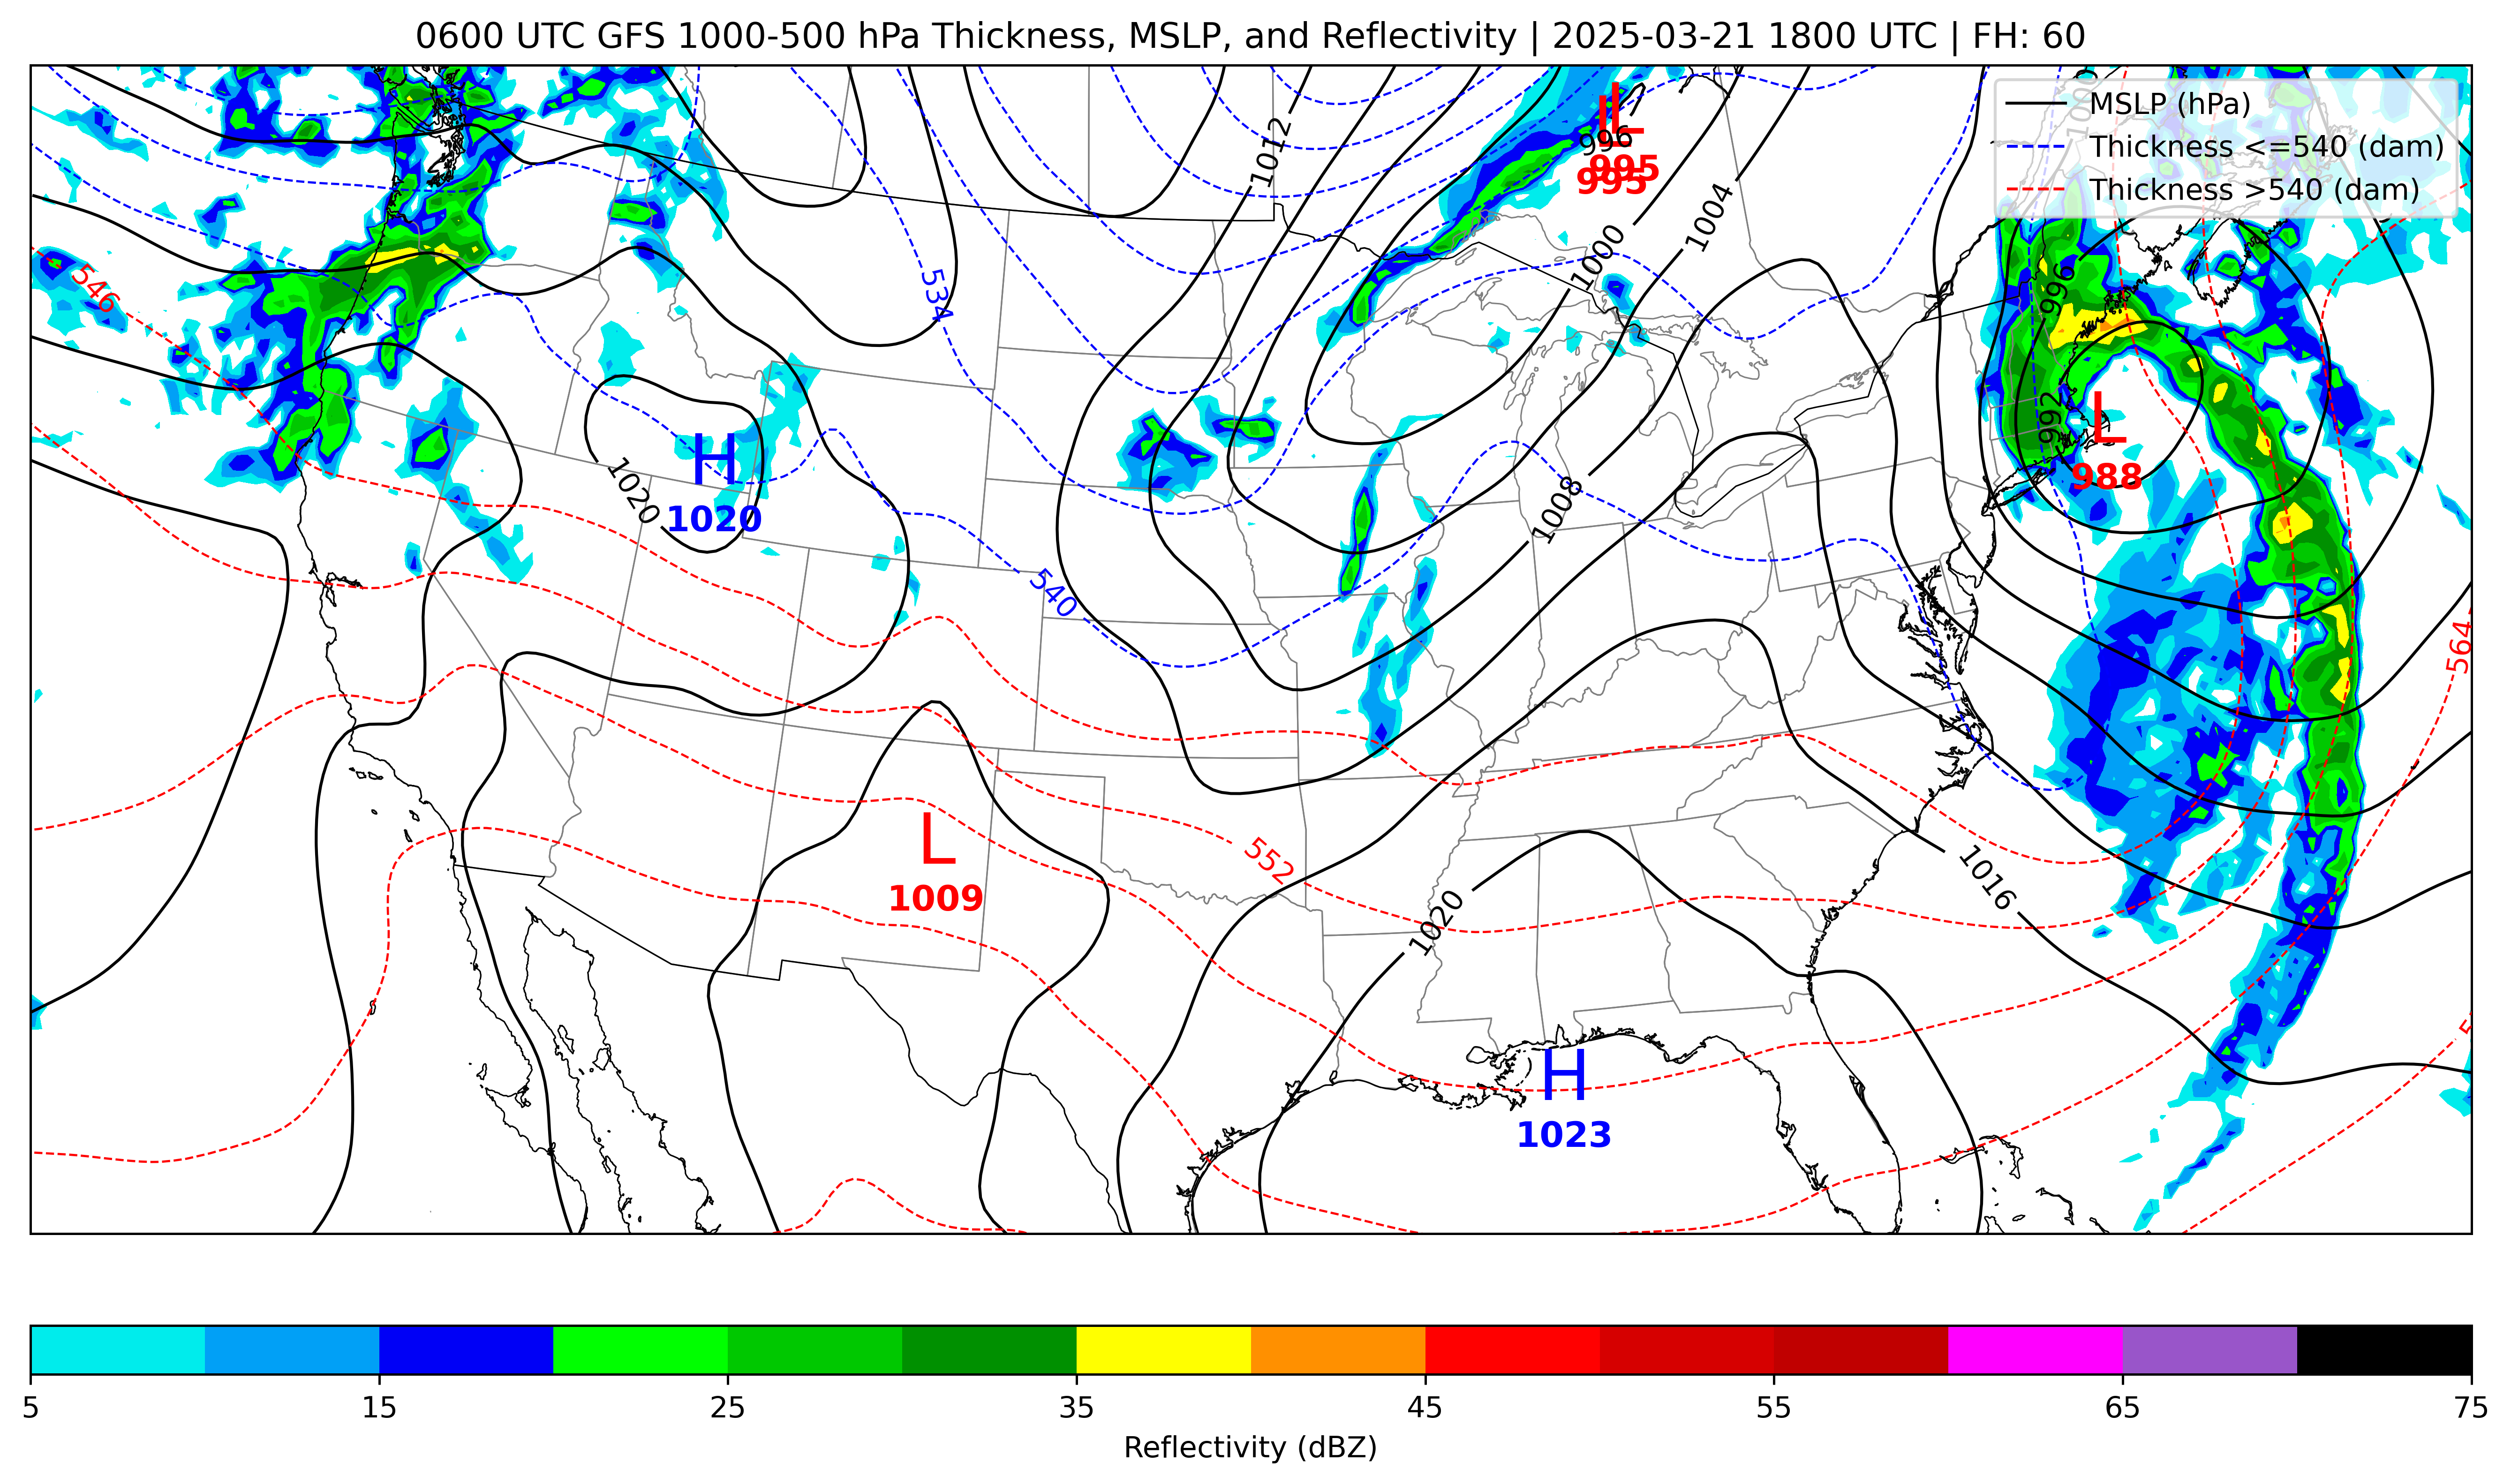 0600 UTC GFS 1000-500 hPa Thickness, MSLP, and Reflectivity | 2025-03-21 1800 UTC | FH: 60
MSLP (hPa)
Thickness <=540 (dam)
Thickness >540 (dam)
L
L
996
995
995
1012
1004
1000
546
534
996
992
L
988
H
1020
1020
1008
540
564
L
1009
552
1020
1016
H
1023
5 15 25 35 45 55 65 75
Reflectivity (dBZ)